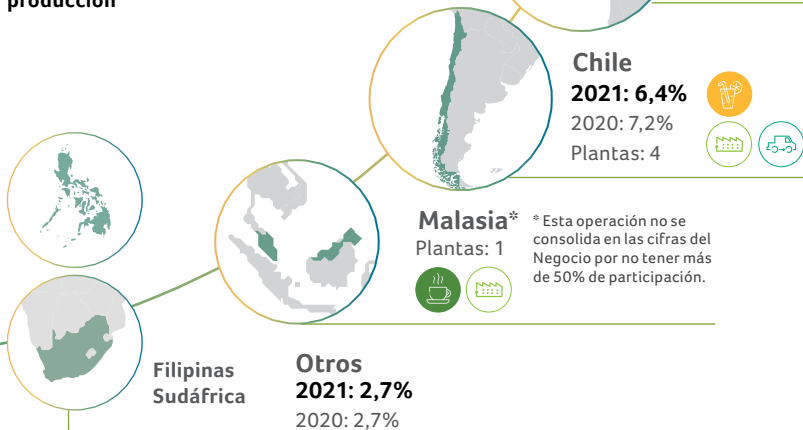 producción
Chile
2021: 6,4%
2020: 7,2%
Plantas: 4
Malasia*
Plantas: 1
* Esta operación no se
consolida en las cifras del
Negocio por no tener más
de 50% de participación.
Filipinas
Sudáfrica
Otros
2021: 2,7%
2020: 2,7%